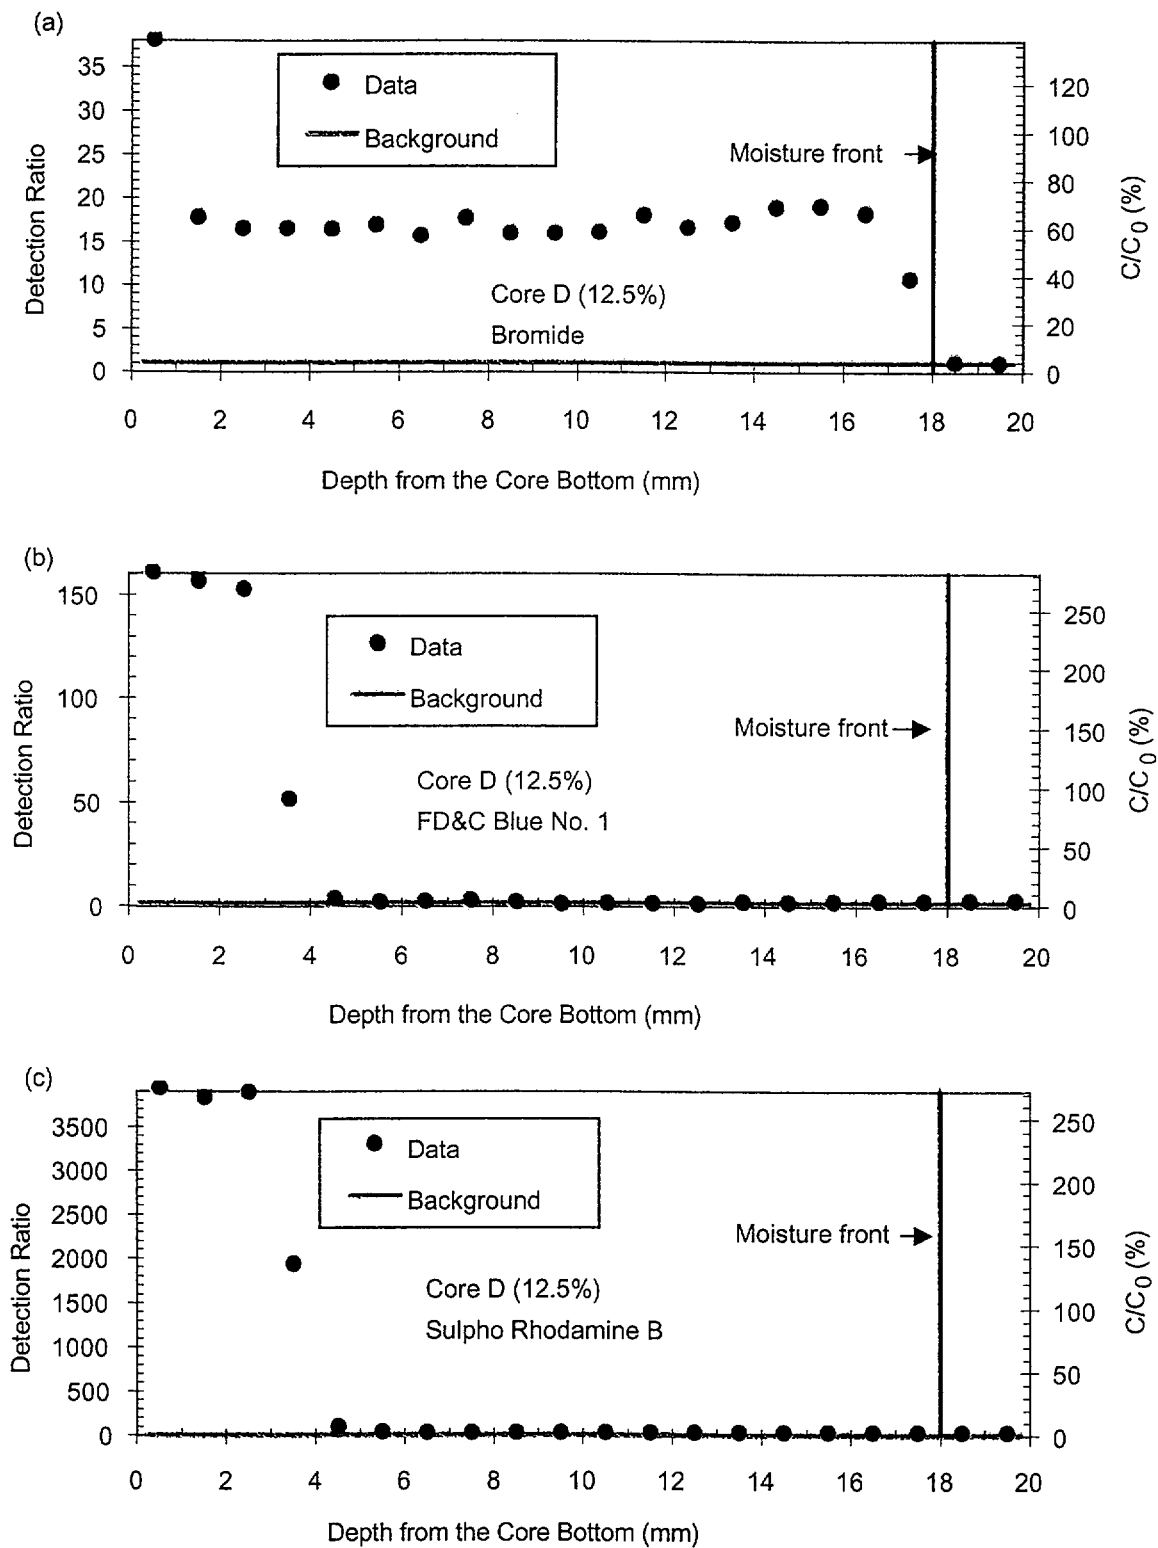 (a)
35
30
25
20
15
10
5
0
Detection Ratio
Data
Background
Moisture front
Core D (12.5%)
Bromide
120
100
80
60
40
20
0
C/C0 (%)
0 2 4 6 8 10 12 14 16 18 20
Depth from the Core Bottom (mm)
(b)
150
100
50
0
Detection Ratio
Data
Background
Moisture front
Core D (12.5%)
FD&C Blue No. 1
250
200
150
100
50
0
C/C0 (%)
0 2 4 6 8 10 12 14 16 18 20
Depth from the Core Bottom (mm)
(c)
3500
3000
2500
2000
1500
1000
500
0
Detection Ratio
Data
Background
Moisture front
Core D (12.5%)
Sulpho Rhodamine B
250
200
150
100
50
0
C/C0 (%)
0 2 4 6 8 10 12 14 16 18 20
Depth from the Core Bottom (mm)